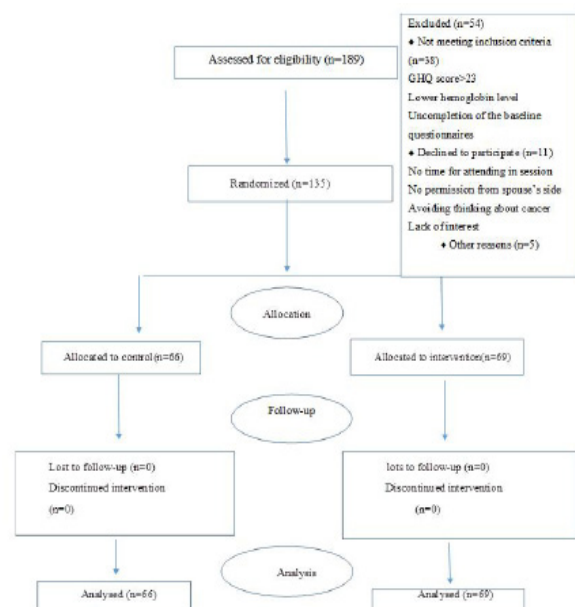 Assessed for eligibility (n=189)
Excluded (n=54)
♦ Not meeting inclusion criteria
(n=38)
GHQ score>23
Lower hemoglobin level
Uncompletion of the baseline
questionnaires
♦ Declined to participate (n=11)
No time for attending in session
No permission from spouse's side
Avoiding thinking about cancer
Lack of interest
♦ Other reasons (n=5)
Randomized (n=135)
Allocation
Allocated to control(n=66)
Allocated to intervention(n=69)
Follow-up
Lost to follow-up (n=0)
Discontinued intervention
(n=0)
lots to follow-up (n=0)
Discontinued intervention
(n=0)
Analysis
Analysed (n=66)
Analysed (n=69)